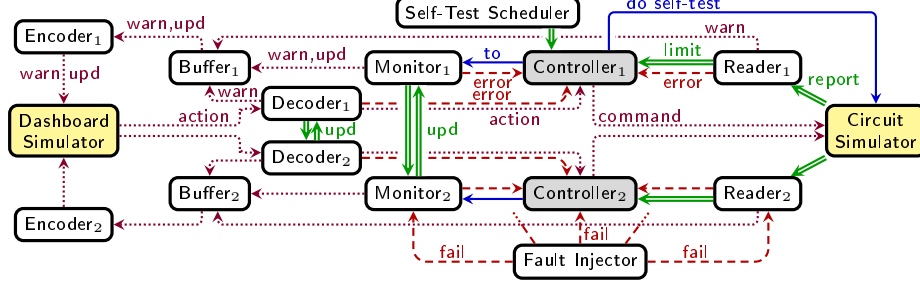 do self-test
Self-Test Scheduler
warn,upd
warn
Encoder1
to
limit
warn,upd
Buffer1
Monitor1
Controller1
Reader1
warn,upd
error
error
report
warn
error
Decoder1
Dashboard
Simulator
action
action
command
Circuit
Simulator
upd
upd
Decoder2
Buffer2
Monitor2
Controller2
Reader2
Encoder2
fail
fail
fail
Fault Injector